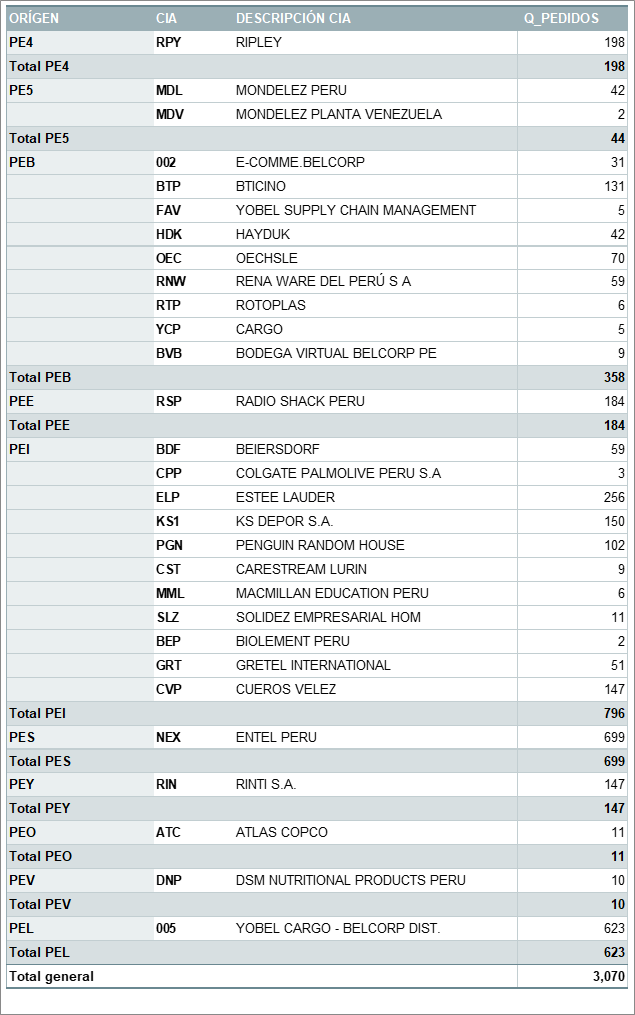 ORÍGEN CIA DESCRIPCIÓN CIA Q_PEDIDOS
PE4 RPY RIPLEY 198
Total PE4 198
PE5 MDL MONDELEZ PERU 42
MDV MONDELEZ PLANTA VENEZUELA 2
Total PE5 44
PEB 002 E-COMME.BELCORP 31
BTP BTICINO 131
FAV YOBEL SUPPLY CHAIN MANAGEMENT 5
HDK HAYDUK 42
OEC OECHSLE 70
RNW RENA WARE DEL PERÚ S A 59
RTP ROTOPLAS 6
YCP CARGO 5
BVB BODEGA VIRTUAL BELCORP PE 9
Total PEB 358
PEE RSP RADIO SHACK PERU 184
Total PEE 184
PEI BDF BEIERSDORF 59
CPP COLGATE PALMOLIVE PERU S.A 3
ELP ESTEE LAUDER 256
KS1 KS DEPOR S.A. 150
PGN PENGUIN RANDOM HOUSE 102
CST CARESTREAM LURIN 9
MML MACMILLAN EDUCATION PERU 6
SLZ SOLIDEZ EMPRESARIAL HOM 11
BEP BIOLEMENT PERU 2
GRT GRETEL INTERNATIONAL 51
CVP CUEROS VELEZ 147
Total PEI 796
PES NEX ENTEL PERU 699
Total PES 699
PEY RIN RINTI S.A. 147
Total PEY 147
PEO ATC ATLAS COPCO 11
Total PEO 11
PEV DNP DSM NUTRITIONAL PRODUCTS PERU 10
Total PEV 10
PEL 005 YOBEL CARGO - BELCORP DIST. 623
Total PEL 623
Total general 3,070